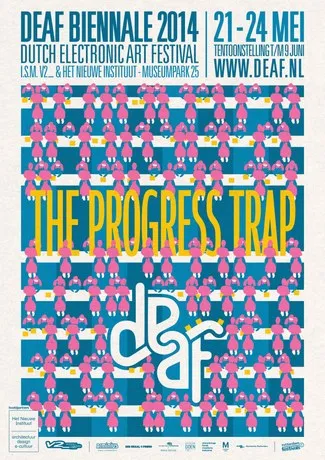 DEAF BIENNALE 2014
DUTCH ELECTRONIC ART FESTIVAL
I.S.M. V2_ & HET NIEUWE INSTITUUT - MUSEUMPARK 25
21-24 MEI
TENTOONSTELLING T/M 9 JUNI
WWW.DEAF.NL
THE PROGRESS TRAP
deaf
Het Nieuwe
Instituut
architectuur
design
e-cultuur